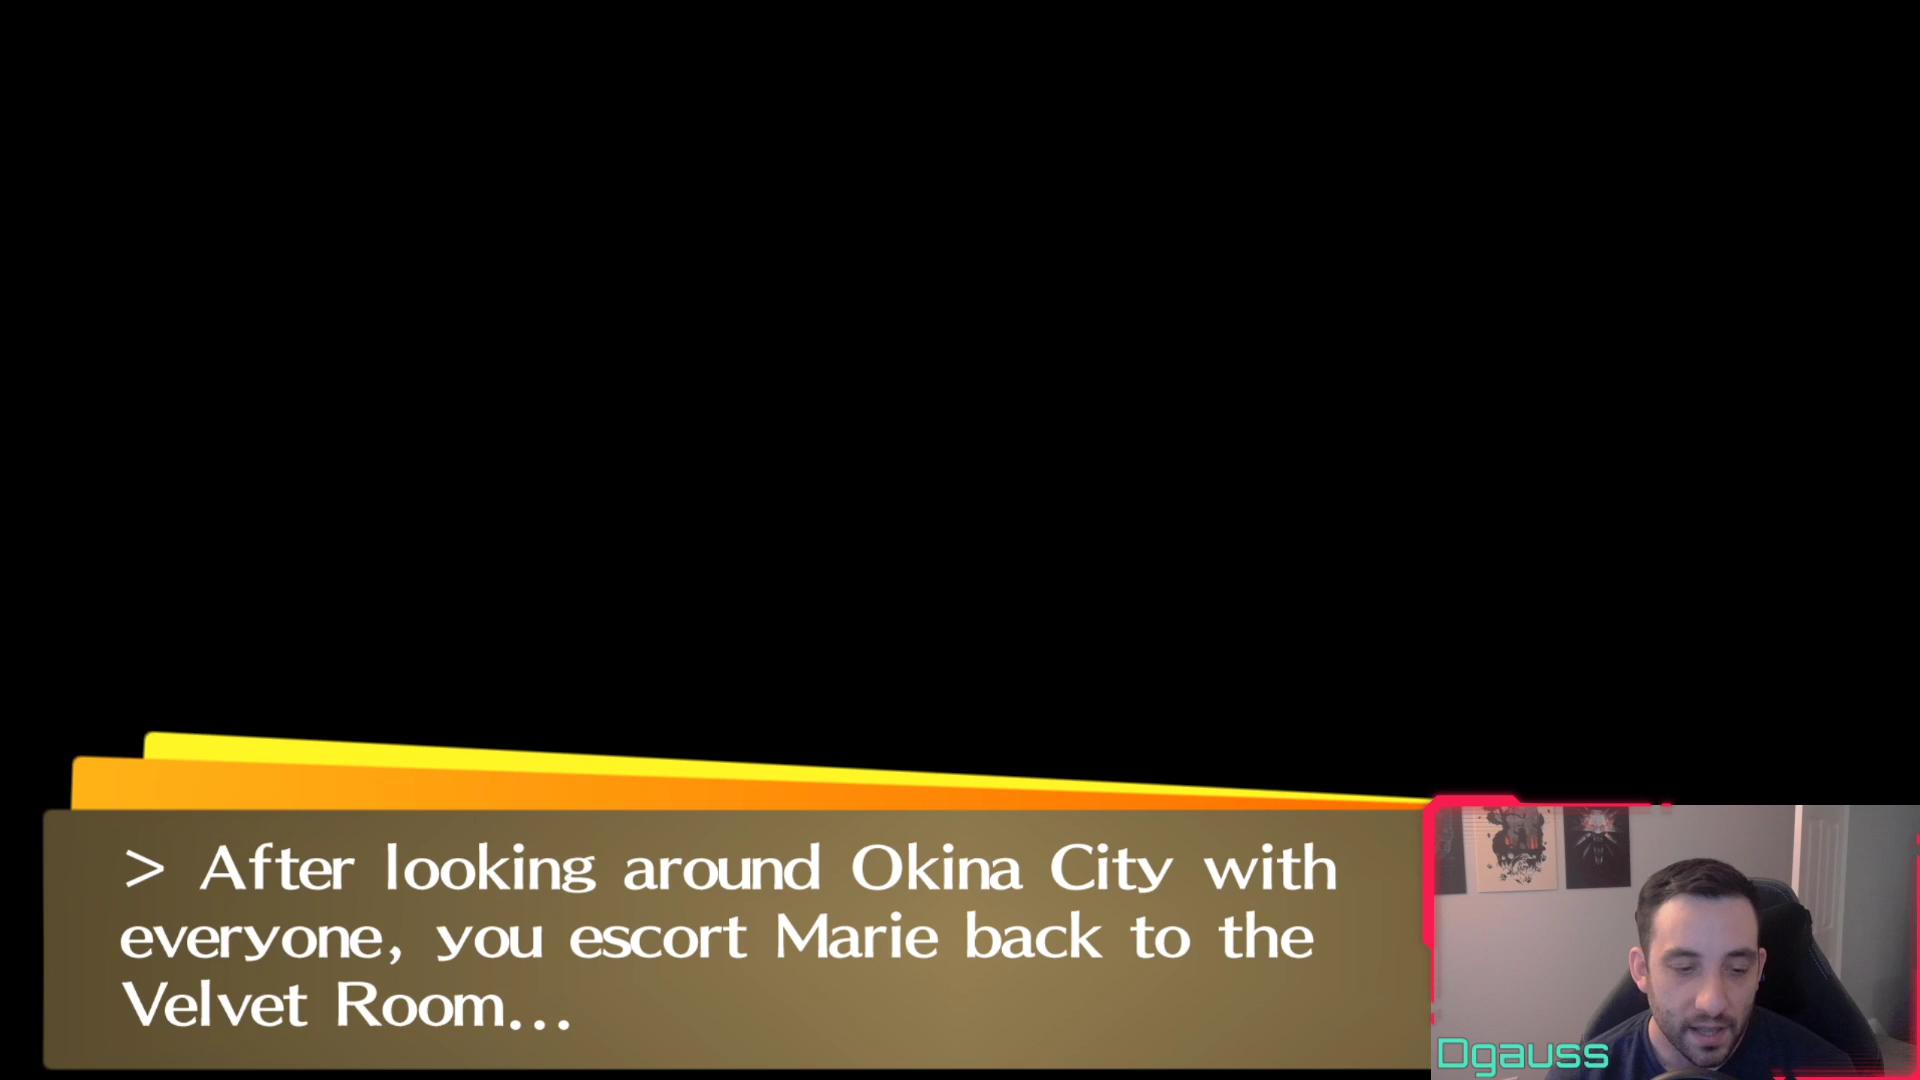 > After looking around Okina City with
everyone, you escort Marie back to the
Velvet Room...
Dgauss